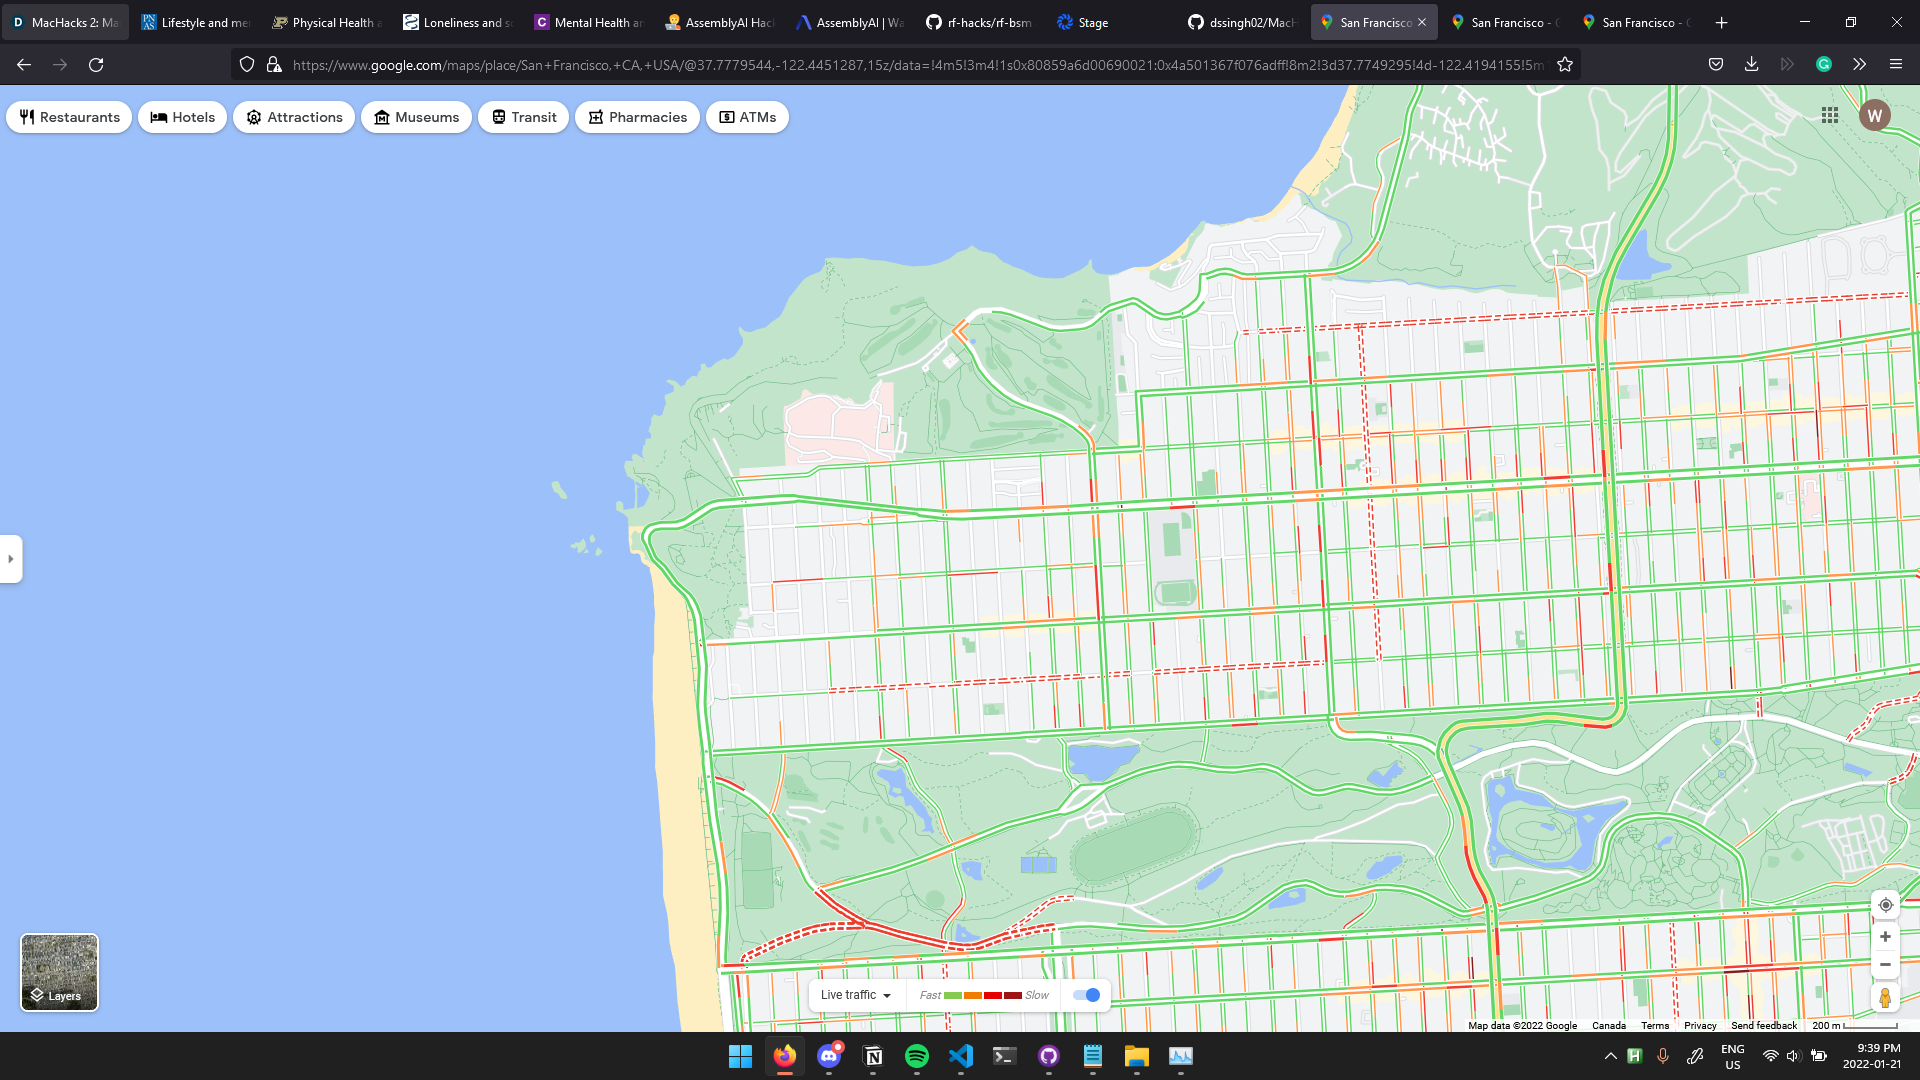 MacHacks 2: Ma
Lifestyle and me
Physical Health a
Loneliness and so
Mental Health ar
AssemblyAI Hack
AssemblyAI | Wa
rf-hacks/rf-bsm
Stage
dssingh02/MacH
San Francisco
San Francisco - G
San Francisco - G
https://www.google.com/maps/place/San+Francisco,+CA,+USA/@37.7779544,-122.4451287,15z/data=!4m5!3m4!1s0x80859a6d00690021:0x4a501367f076adff!8m2!3d37.7749295!4d-122.4194155!5m1
Restaurants
Hotels
Attractions
Museums
Transit
Pharmacies
ATMs
W
Layers
Live traffic
Fast
Slow
Map data ©2022 Google
Canada
Terms
Privacy
Send feedback
200 m
ENG
US
9:39 PM
2022-01-21